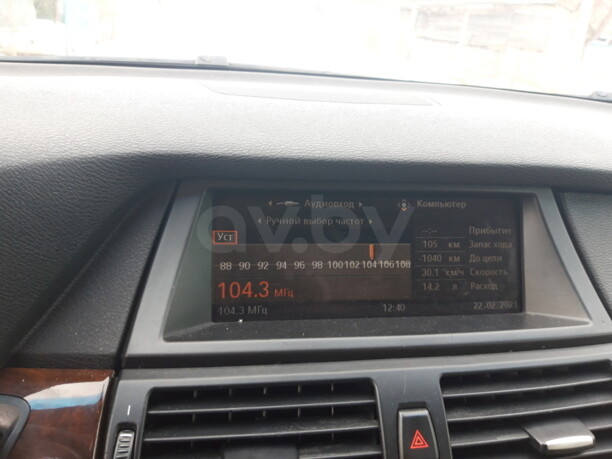 Аудиовход Компьютер
Ручной выбор частот
--:-- Прибытие
Уст
105 км Запас хода
-1040 км До цели
88 90 92 94 96 98 100 102 104 106 108
30.1 км/ч Скорость
104.3 МГц
14.2 л Расход
104.3 МГц 12:40 22.02.2021
av.by